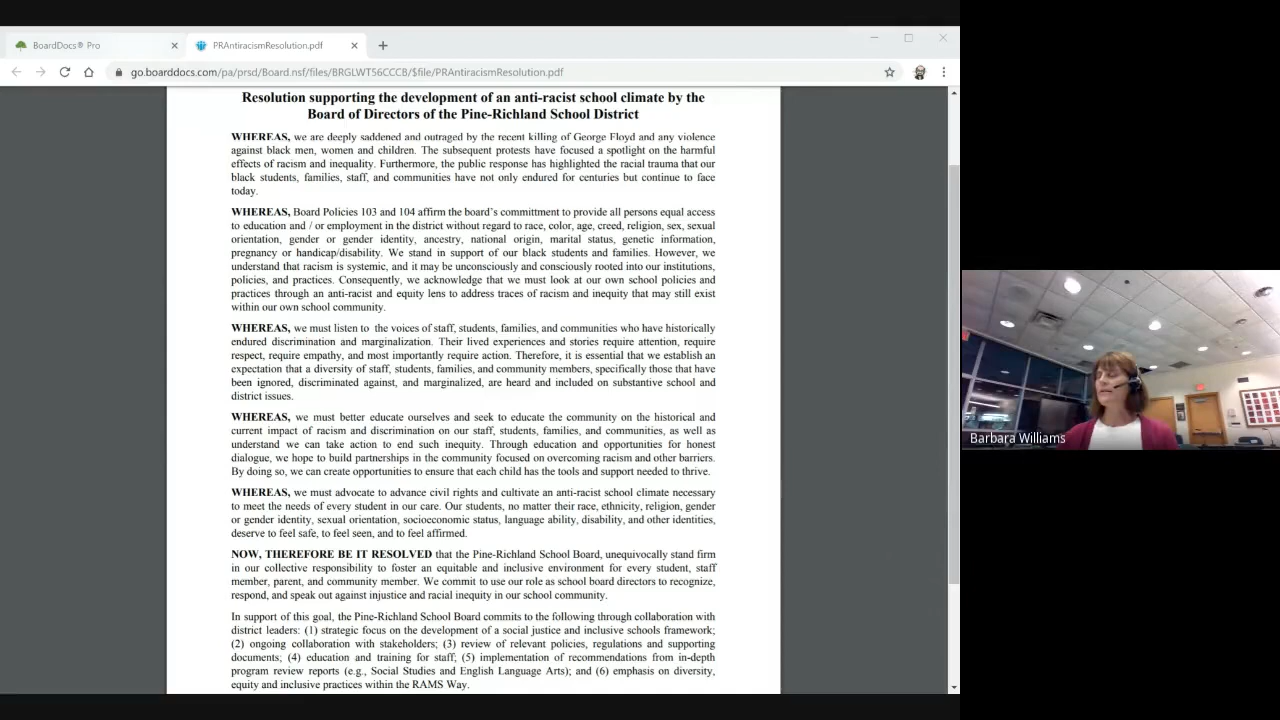 BoardDocs® Pro
PRAntiracismResolution.pdf
go.boarddocs.com/pa/prsd/Board.nsf/files/BRGLWT56CCCB/$file/PRAntiracismResolution.pdf
Resolution supporting the development of an anti-racist school climate by the
Board of Directors of the Pine-Richland School District
WHEREAS, we are deeply saddened and outraged by the recent killing of George Floyd and any violence
against black men, women and children. The subsequent protests have focused a spotlight on the harmful
effects of racism and inequality. Furthermore, the public response has highlighted the racial trauma that our
black students, families, staff, and communities have not only endured for centuries but continue to face
today.
WHEREAS, Board Policies 103 and 104 affirm the board's committment to provide all persons equal access
to education and / or employment in the district without regard to race, color, age, creed, religion, sex, sexual
orientation, gender or gender identity, ancestry, national origin, marital status, genetic information,
pregnancy or handicap/disability. We stand in support of our black students and families. However, we
understand that racism is systemic, and it may be unconsciously and consciously rooted into our institutions,
policies, and practices. Consequently, we acknowledge that we must look at our own school policies and
practices through an anti-racist and equity lens to address traces of racism and inequity that may still exist
within our own school community.
WHEREAS, we must listen to the voices of staff, students, families, and communities who have historically
endured discrimination and marginalization. Their lived experiences and stories require attention, require
respect, require empathy, and most importantly require action. Therefore, it is essential that we establish an
expectation that a diversity of staff, students, families, and community members, specifically those that have
been ignored, discriminated against, and marginalized, are heard and included on substantive school and
district issues.
WHEREAS, we must better educate ourselves and seek to educate the community on the historical and
current impact of racism and discrimination on our staff, students, families, and communities, as well as
understand we can take action to end such inequity. Through education and opportunities for honest
dialogue, we hope to build partnerships in the community focused on overcoming racism and other barriers.
By doing so, we can create opportunities to ensure that each child has the tools and support needed to thrive.
WHEREAS, we must advocate to advance civil rights and cultivate an anti-racist school climate necessary
to meet the needs of every student in our care. Our students, no matter their race, ethnicity, religion, gender
or gender identity, sexual orientation, socioeconomic status, language ability, disability, and other identities,
deserve to feel safe, to feel seen, and to feel affirmed.
NOW, THEREFORE BE IT RESOLVED that the Pine-Richland School Board, unequivocally stand firm
in our collective responsibility to foster an equitable and inclusive environment for every student, staff
member, parent, and community member. We commit to use our role as school board directors to recognize,
respond, and speak out against injustice and racial inequity in our school community.
In support of this goal, the Pine-Richland School Board commits to the following through collaboration with
district leaders: (1) strategic focus on the development of a social justice and inclusive schools framework;
(2) ongoing collaboration with stakeholders; (3) review of relevant policies, regulations and supporting
documents; (4) education and training for staff; (5) implementation of recommendations from in-depth
program review reports (e.g., Social Studies and English Language Arts); and (6) emphasis on diversity,
equity and inclusive practices within the RAMS Way.
Barbara Williams